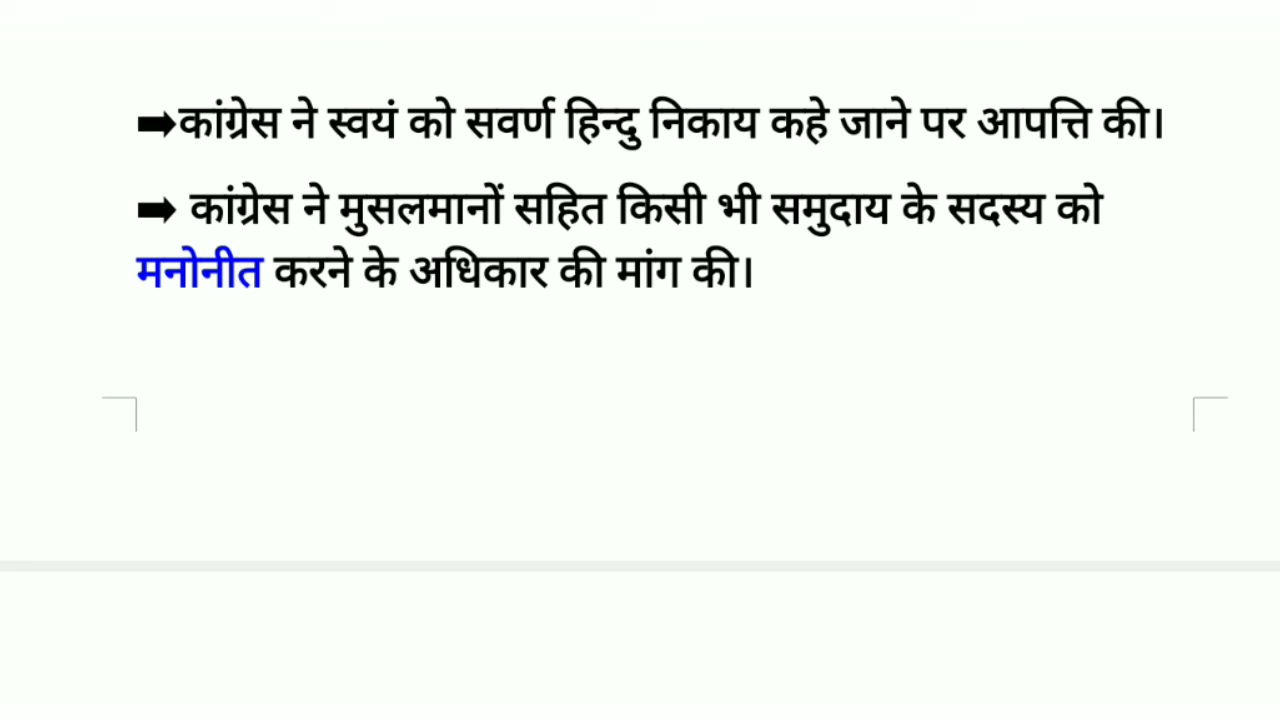 ➡कांग्रेस ने स्वयं को सवर्ण हिन्दु निकाय कहे जाने पर आपत्ति की।
➡ कांग्रेस ने मुसलमानों सहित किसी भी समुदाय के सदस्य को
मनोनीत करने के अधिकार की मांग की।